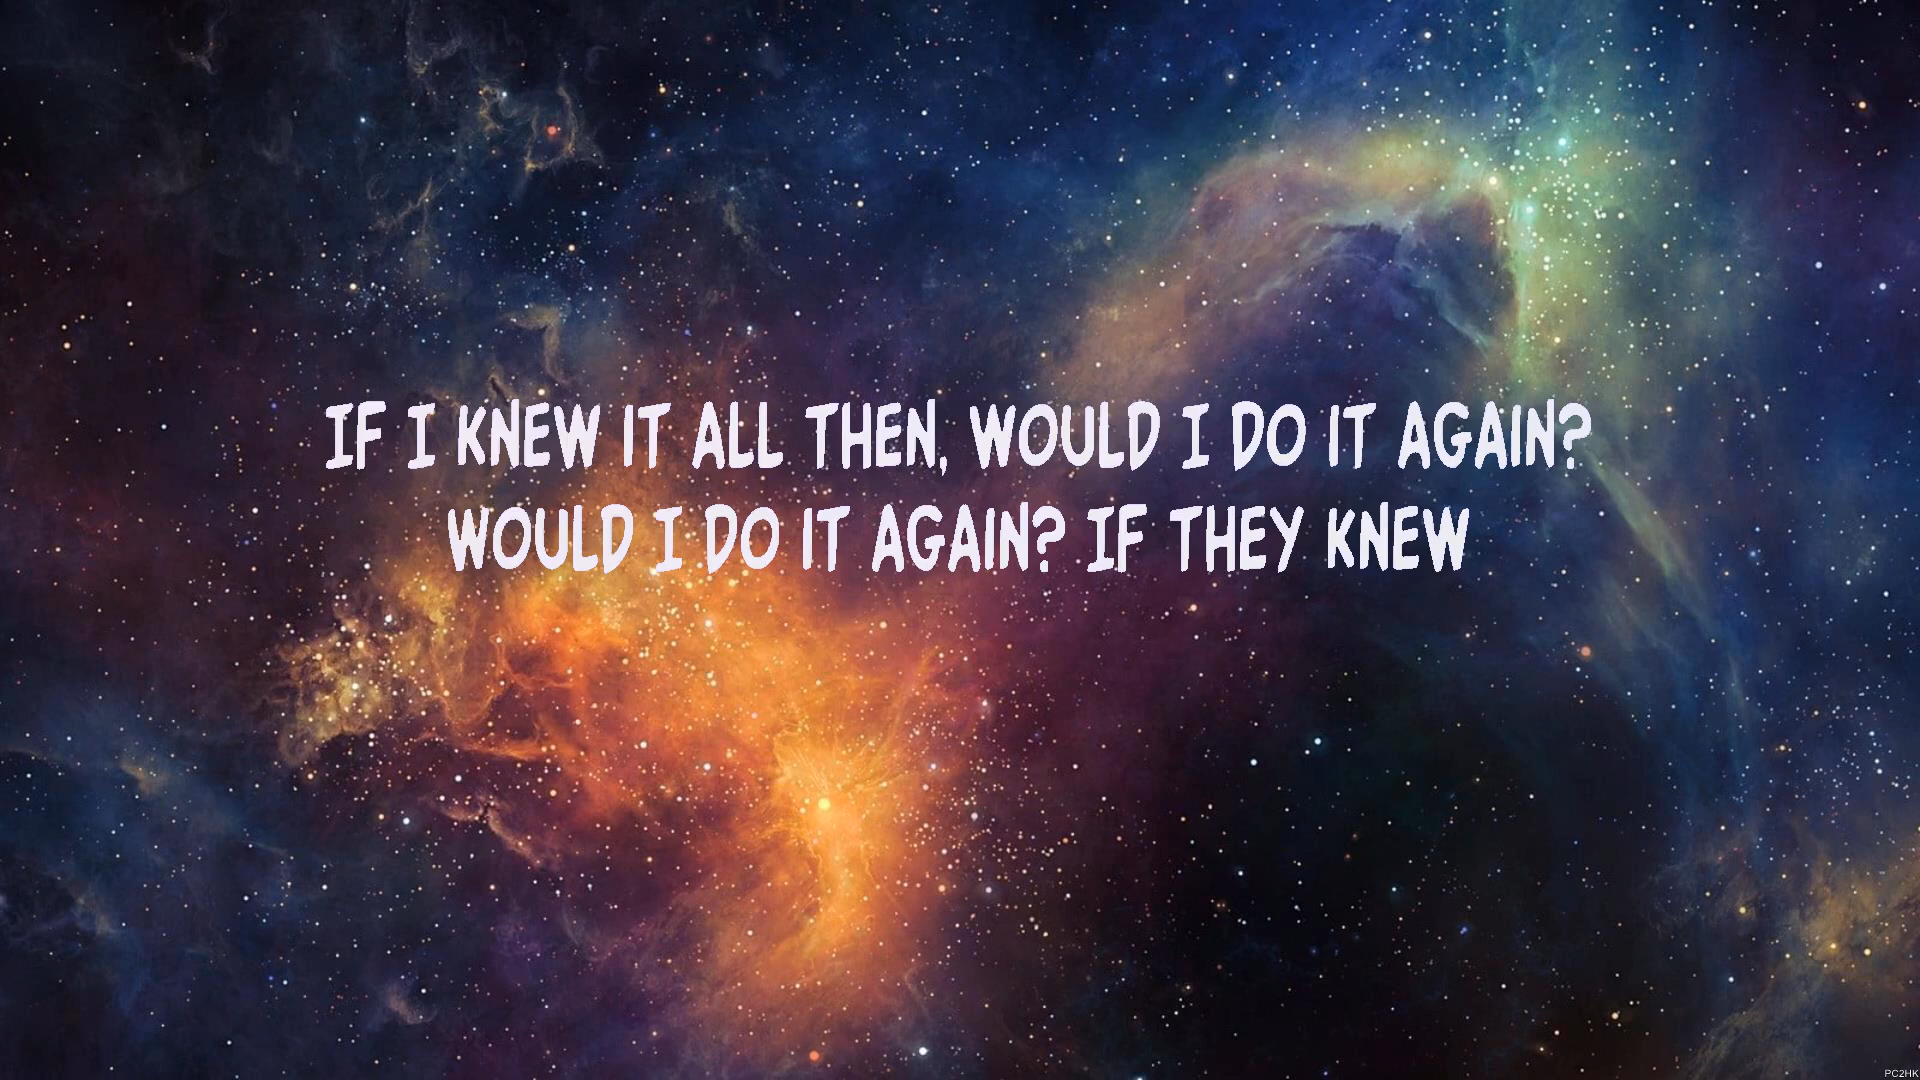 IF I KNEW IT ALL THEN, WOULD I DO IT AGAIN?
WOULD I DO IT AGAIN? IF THEY KNEW
PC2HK